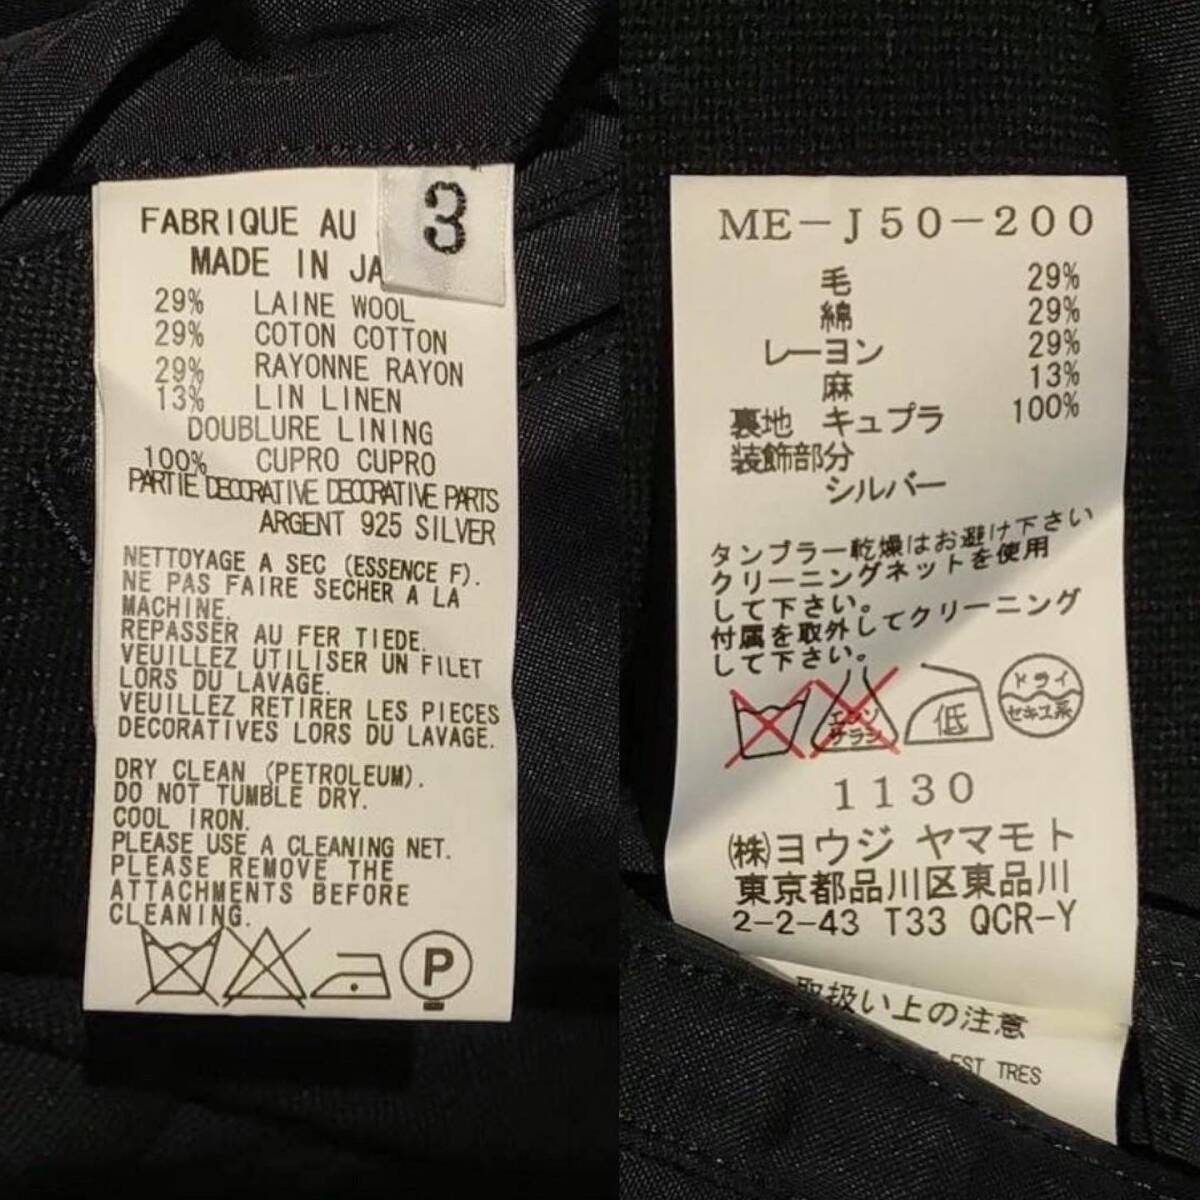 FABRIQUE AU
3
MADE IN JA
29% LAINE WOOL
29% COTON COTTON
29% RAYONNE RAYON
13% LIN LINEN
DOUBLURE LINING
100% CUPRO CUPRO
PARTIE DECORATIVE DECORATIVE PARTS
ARGENT 925 SILVER
NETTOYAGE A SEC (ESSENCE F).
NE PAS FAIRE SECHER A LA
MACHINE.
REPASSER AU FER TIEDE.
VEUILLEZ UTILISER UN FILET
LORS DU LAVAGE.
VEUILLEZ RETIRER LES PIECES
DECORATIVES LORS DU LAVAGE.
DRY CLEAN (PETROLEUM).
DO NOT TUMBLE DRY.
COOL IRON.
PLEASE USE A CLEANING NET.
PLEASE REMOVE THE
ATTACHMENTS BEFORE
CLEANING.
P
ME-J50-200
毛 29%
綿 29%
レーヨン 29%
麻 13%
裏地 キュプラ 100%
装飾部分
シルバー
タンブラー乾燥はお避け下さい
クリーニングネットを使用
して下さい。
付属を取外してクリーニング
して下さい。
エンソ
サラシ
低
ドライ
セキユ系
1130
(株)ヨウジ ヤマモト
東京都品川区東品川
2-2-43 T33 QCR-Y
取扱い上の注意
EST TRES